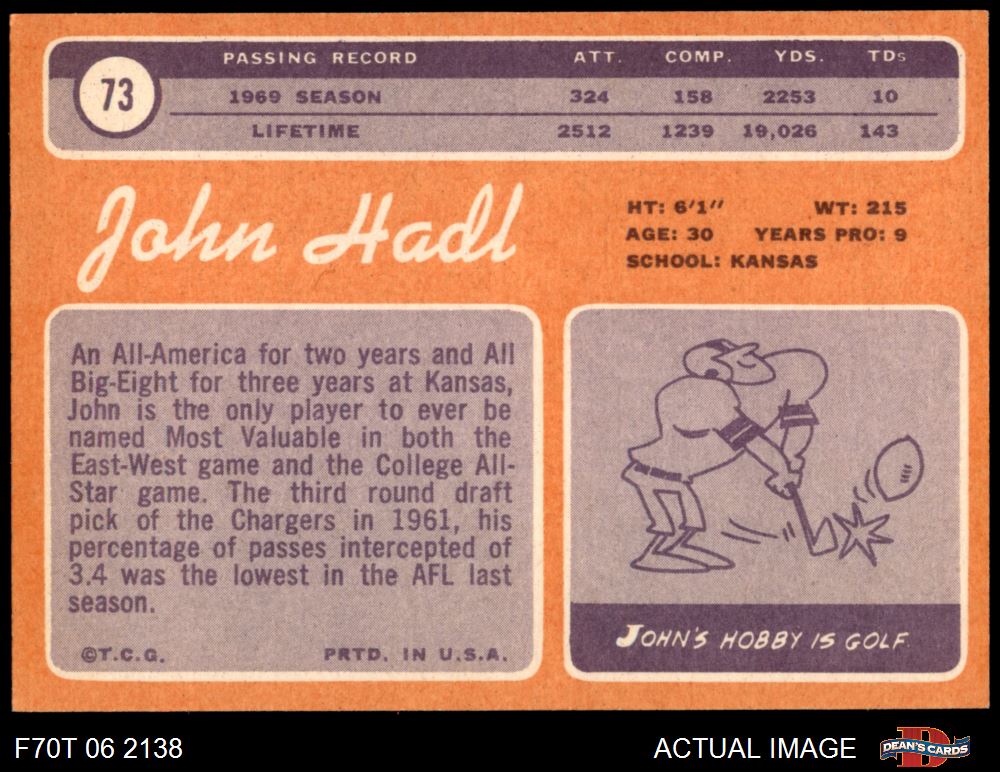 73
PASSING RECORD ATT. COMP. YDS. TDs
1969 SEASON 324 158 2253 10
LIFETIME 2512 1239 19,026 143
John Hadl
HT: 6'1" WT: 215
AGE: 30 YEARS PRO: 9
SCHOOL: KANSAS
An All-America for two years and All
Big-Eight for three years at Kansas,
John is the only player to ever be
named Most Valuable in both the
East-West game and the College All-
Star game. The third round draft
pick of the Chargers in 1961, his
percentage of passes intercepted of
3.4 was the lowest in the AFL last
season.
©T.C.G. PRTD. IN U.S.A.
JOHN'S HOBBY IS GOLF.
F70T 06 2138 ACTUAL IMAGE
D
DEAN'S CARDS